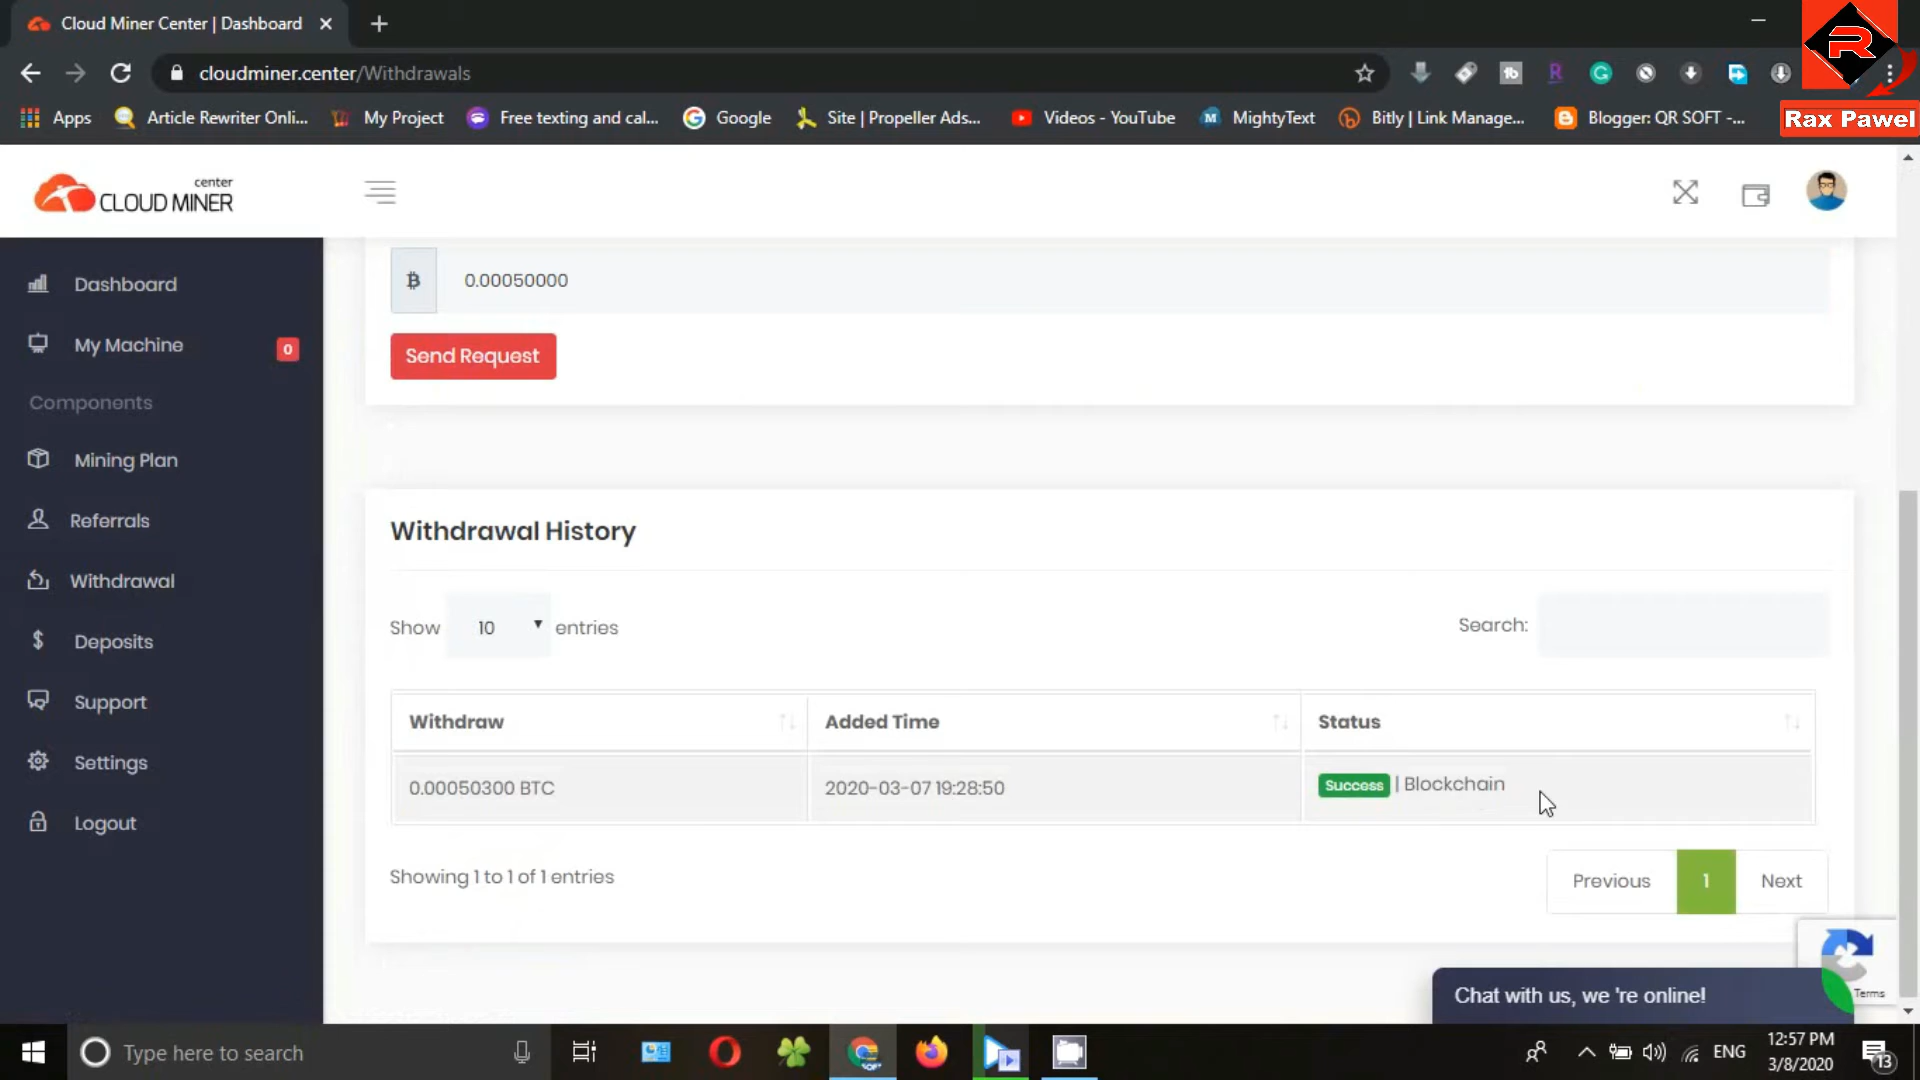 Cloud Miner Center | Dashboard
cloudminer.center/Withdrawals
Apps Article Rewriter Onli... My Project Free texting and cal... Google Site | Propeller Ads... Videos - YouTube MightyText Bitly | Link Manage... Blogger: QR SOFT -...
Rax Pawel
center
CLOUD MINER
Dashboard
My Machine 0
Components
Mining Plan
Referrals
Withdrawal
Deposits
Support
Settings
Logout
0.00050000
Send Request
Withdrawal History
Show 10 entries
Search:
Withdraw Added Time Status
0.00050300 BTC 2020-03-07 19:28:50 Success | Blockchain
Showing 1 to 1 of 1 entries
Previous 1 Next
Terms
Chat with us, we 're online!
Type here to search
ENG
12:57 PM
3/8/2020
13